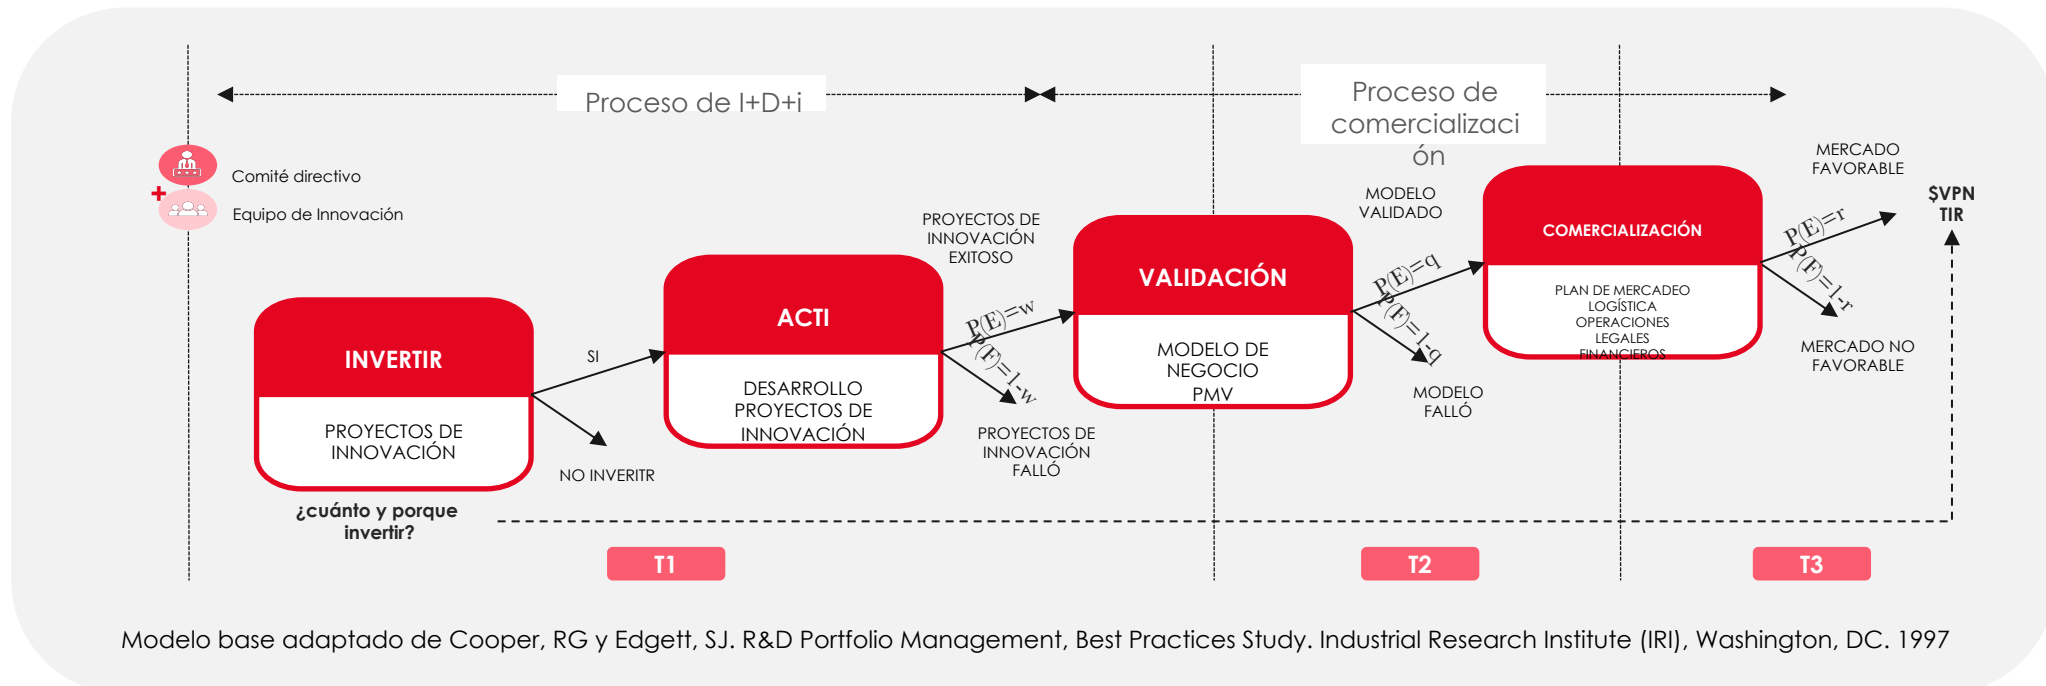 Proceso de I+D+i
Proceso de
comercializaci
ón
Comité directivo
+
Equipo de Innovación
INVERTIR
PROYECTOS DE
INNOVACIÓN
¿cuánto y porque
invertir?
SI
NO INVERITR
ACTI
DESARROLLO
PROYECTOS DE
INNOVACIÓN
PROYECTOS DE
INNOVACIÓN
EXITOSO
P(E)=w
P(F)=1-w
PROYECTOS DE
INNOVACIÓN
FALLÓ
VALIDACIÓN
MODELO DE
NEGOCIO
PMV
MODELO
VALIDADO
P(E)=q
P(F)=1-q
MODELO
FALLÓ
COMERCIALIZACIÓN
PLAN DE MERCADEO
LOGÍSTICA
OPERACIONES
LEGALES
FINANCIEROS
MERCADO
FAVORABLE
P(E)=r
P(F)=1-r
MERCADO NO
FAVORABLE
$VPN
TIR
T1
T2
T3
Modelo base adaptado de Cooper, RG y Edgett, SJ. R&D Portfolio Management, Best Practices Study. Industrial Research Institute (IRI), Washington, DC. 1997